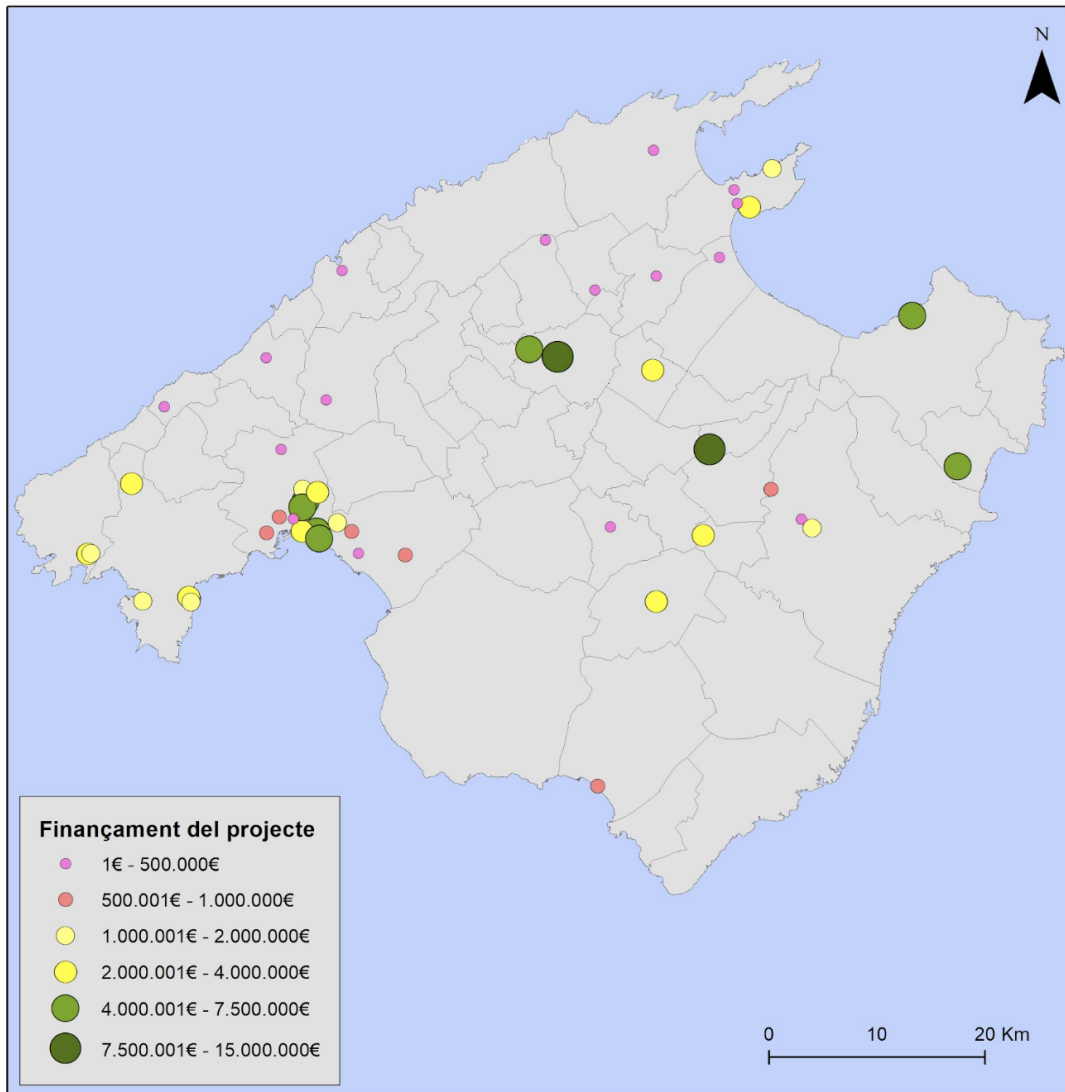 N
Finançament del projecte
1€ - 500.000€
500.001€ - 1.000.000€
1.000.001€ - 2.000.000€
2.000.001€ - 4.000.000€
4.000.001€ - 7.500.000€
7.500.001€ - 15.000.000€
0 10 20 Km